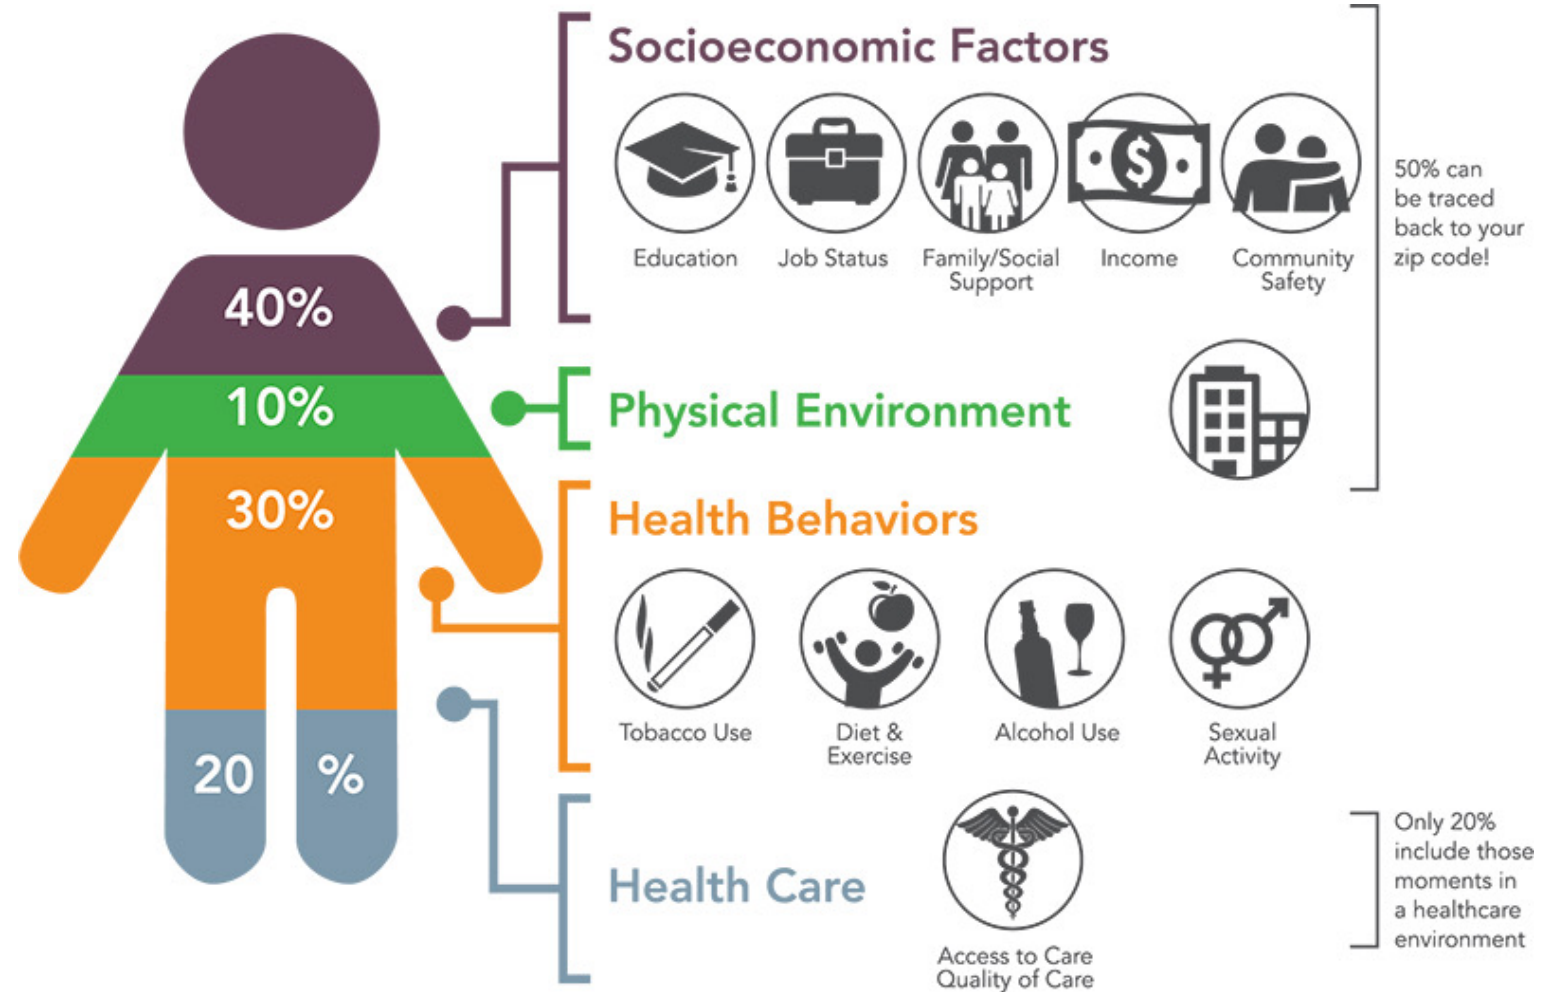 Socioeconomic Factors
Education
Job Status
Family/Social
Support
Income
Community
Safety
50% can
be traced
back to your
zip code!
40%
10%
Physical Environment
30%
Health Behaviors
Tobacco Use
Diet &
Exercise
Alcohol Use
Sexual
Activity
20 %
Health Care
$
Access to Care
Quality of Care
Only 20%
include those
moments in
a healthcare
environment